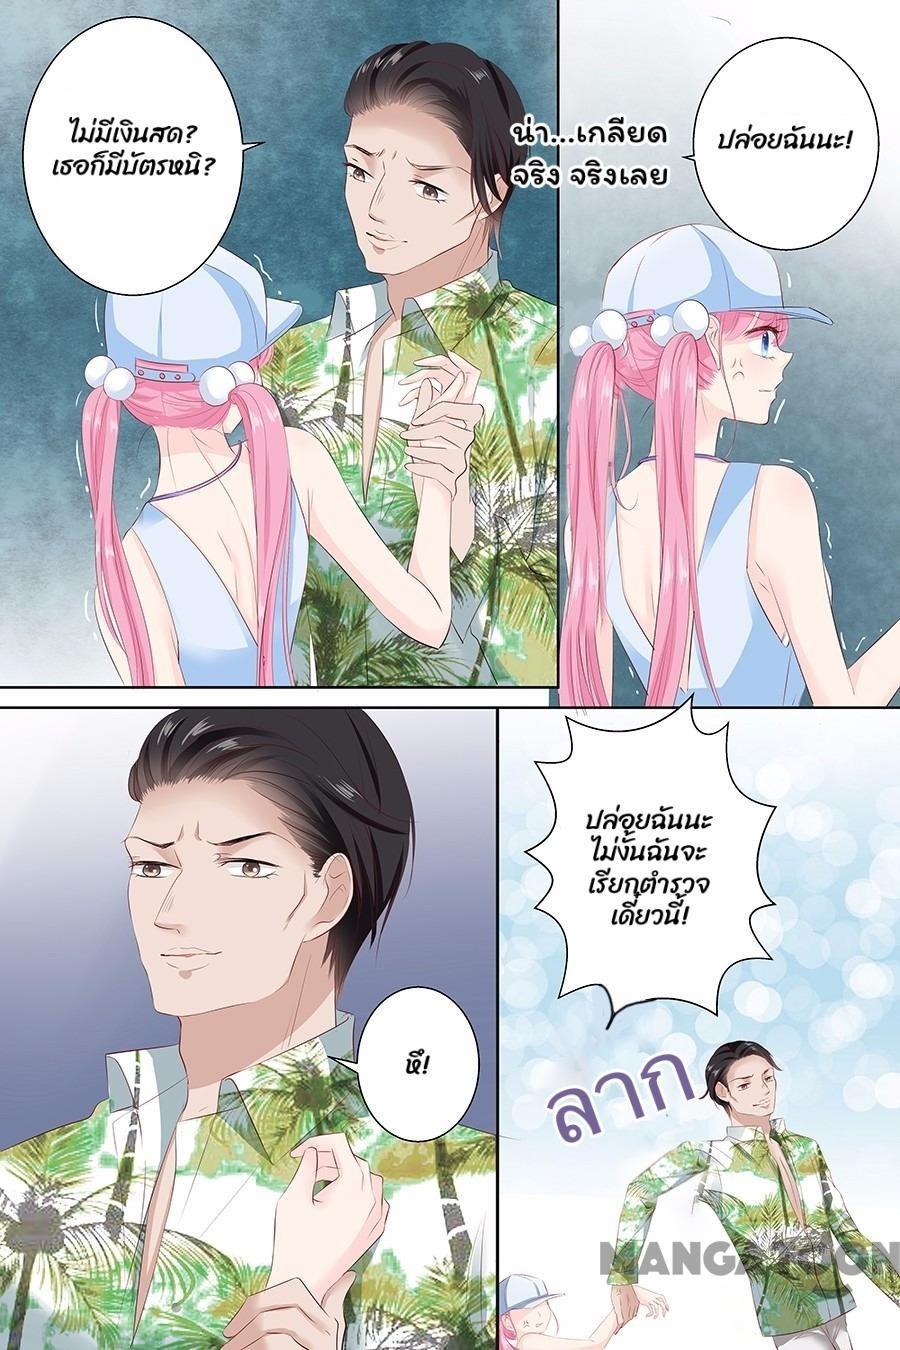 ไม่มีเงินสด?
เธอก็มีบัตรหนิ?
น่า...เกลียด
จริง จริงเลย
ปล่อยฉันนะ!
หึ!
ปล่อยฉันนะ
ไม่งั้นฉันจะ
เรียกตำรวจ
เดี๋ยวนี้!
ลาก
MANGATOON